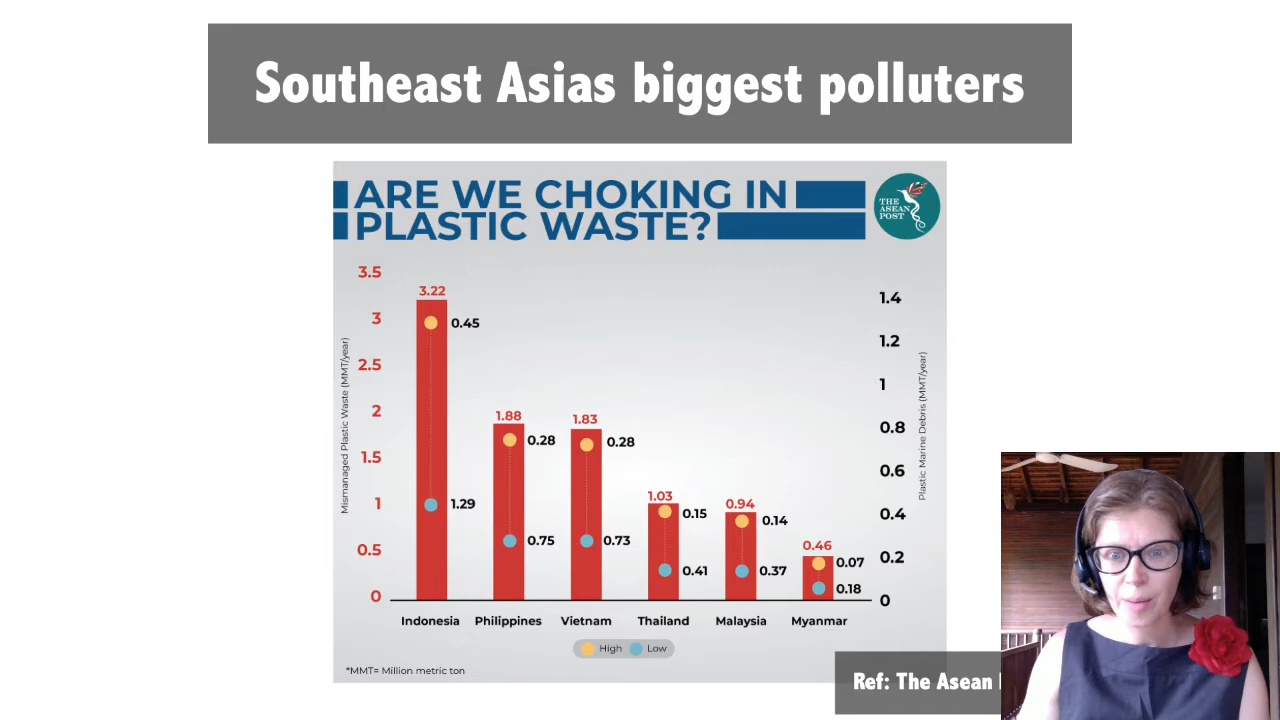 Southeast Asias biggest polluters
ARE WE CHOKING IN
PLASTIC WASTE?
THE
ASEAN
POST
3.5
3
2.5
2
1.5
1
0.5
0
Mismanaged Plastic Waste (MMT/year)
3.22
0.45
1.29
1.88
0.28
0.75
1.83
0.28
0.73
1.03
0.15
0.41
0.94
0.14
0.37
0.46
0.07
0.18
1.4
1.2
1
0.8
0.6
0.4
0.2
0
Plastic Marine Debris (MMT/year)
Indonesia Philippines Vietnam Thailand Malaysia Myanmar
High Low
*MMT= Million metric ton
Ref: The Asean